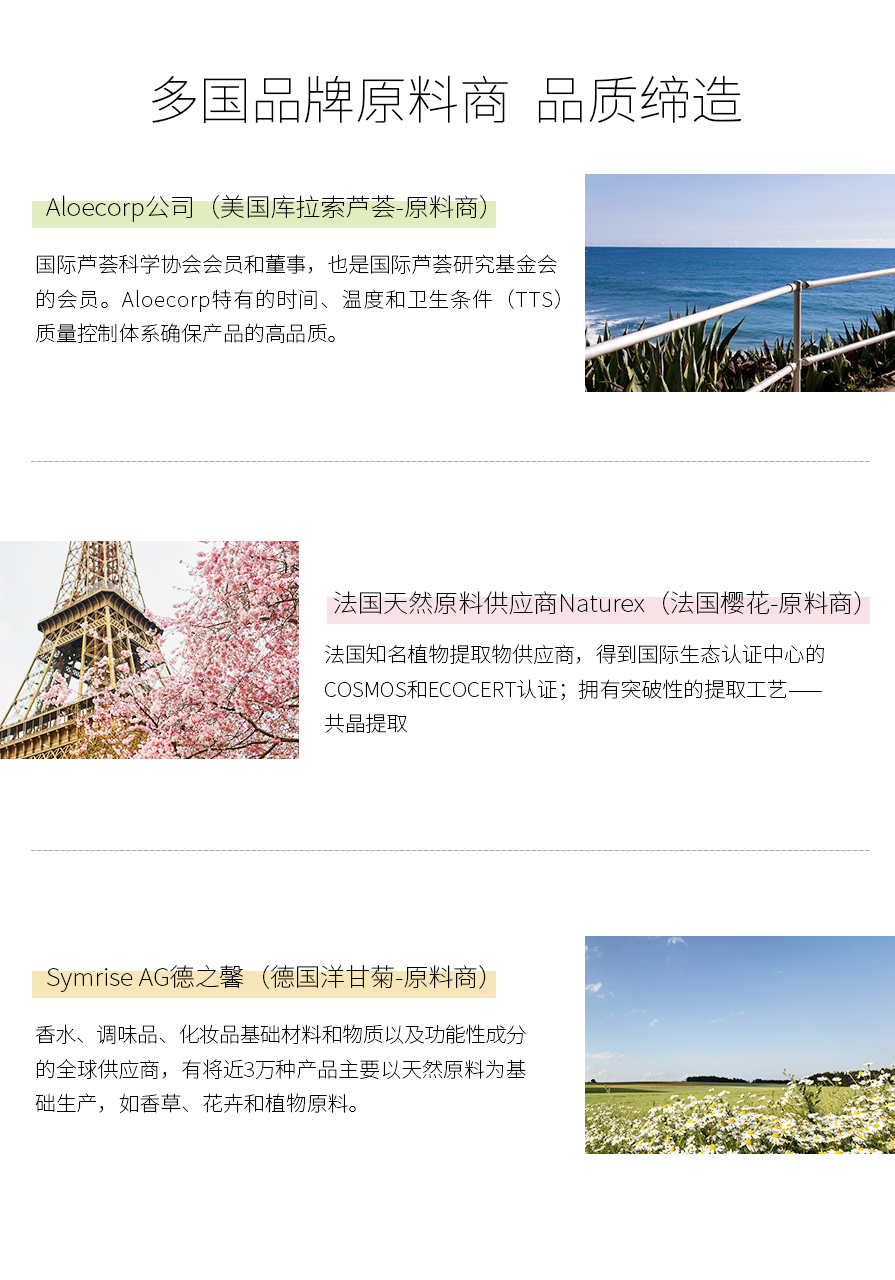 多国品牌原料商 品质缔造
Aloecorp公司（美国库拉索芦荟-原料商）
国际芦荟科学协会会员和董事，也是国际芦荟研究基金会
的会员。Aloecorp特有的时间、温度和卫生条件（TTS）
质量控制体系确保产品的高品质。
法国天然原料供应商Naturex（法国樱花-原料商）
法国知名植物提取物供应商，得到国际生态认证中心的
COSMOS和ECOCERT认证；拥有突破性的提取工艺——
共晶提取
Symrise AG德之馨（德国洋甘菊-原料商）
香水、调味品、化妆品基础材料和物质以及功能性成分
的全球供应商，有将近3万种产品主要以天然原料为基
础生产，如香草、花卉和植物原料。